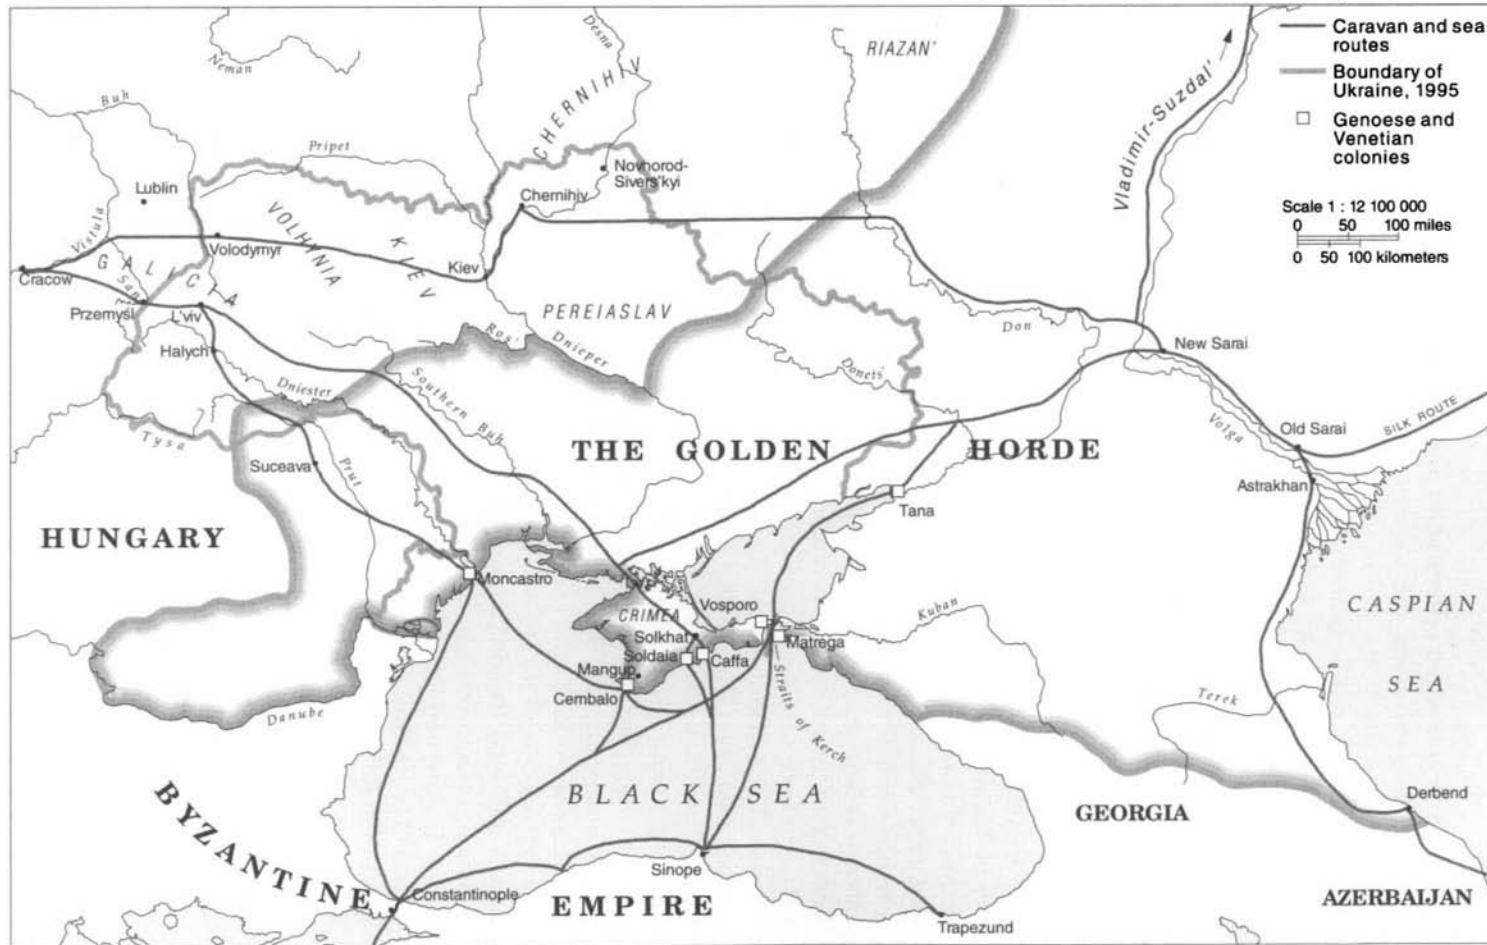 Caravan and sea
routes
Boundary of
Ukraine, 1995
Genoese and
Venetian
colonies
Scale 1 : 12 100 000
0 50 100 miles
0 50 100 kilometers
Neman
Desna
RIAZAN'
Vladimir-Suzdal'
Buh
CHERNIHIV
Pripet
Novhorod-
Sivers'kyi
Lublin
Chernihiv
Vistula
VOLHYNIA
Volodymyr
KIEV
Kiev
GALICIA
Cracow
San
Przemyśl
L'viv
PEREIASLAV
Halych
Ros'
Dnieper
Don
New Sarai
Donets'
Dniester
Southern Buh
Tysa
Volga
Old Sarai
SILK ROUTE
THE GOLDEN HORDE
Suceava
Prut
Astrakhan
Tana
HUNGARY
Moncastro
CRIMEA
Vosporo
Kuban
CASPIAN
SEA
Solkhat
Matrega
Soldaia
Caffa
Mangup
Cembalo
Straits of Kerch
Terek
Danube
BLACK SEA
Derbend
GEORGIA
BYZANTINE
EMPIRE
Sinope
Constantinople
Trapezund
AZERBAIJAN